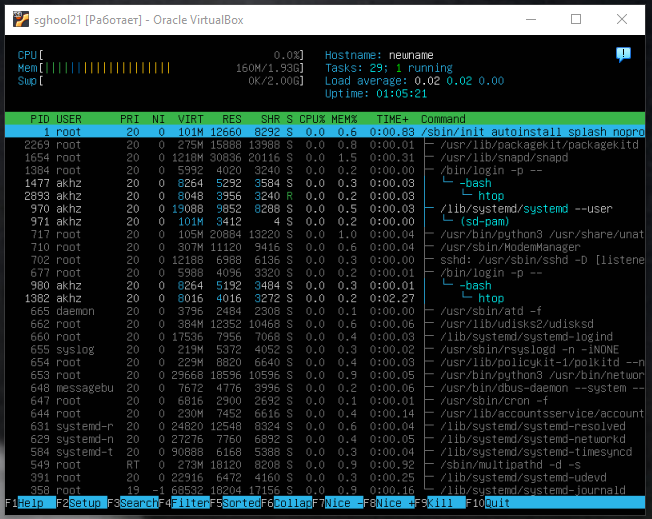 sghool21 [Работает] - Oracle VirtualBox
CPU[ 0.0%] Hostname: newname
Mem[||||||||||||||||||||| 160M/1.93G] Tasks: 29; 1 running
Swp[ 0K/2.00G] Load average: 0.02 0.02 0.00
Uptime: 01:05:21
PID USER PRI NI VIRT RES SHR S CPU% MEM% TIME+ Command
1 root 20 0 101M 12660 8292 S 0.0 0.6 0:00.83 /sbin/init autoinstall splash nopro
2269 root 20 0 275M 15888 13988 S 0.0 0.8 0:00.01 ├─ /usr/lib/packagekit/packagekitd
1654 root 20 0 1218M 30836 20116 S 0.0 1.5 0:00.31 ├─ /usr/lib/snapd/snapd
1384 root 20 0 5992 4020 3240 S 0.0 0.2 0:00.01 ├─ /bin/login -p --
1477 akhz 20 0 8264 5292 3584 S 0.0 0.3 0:00.03 │ └─ -bash
2893 akhz 20 0 8048 3956 3240 R 0.0 0.2 0:00.03 │ └─ htop
970 akhz 20 0 19088 9852 8288 S 0.0 0.5 0:00.03 ├─ /lib/systemd/systemd --user
971 akhz 20 0 101M 3412 4 S 0.0 0.2 0:00.00 │ └─ (sd-pam)
717 root 20 0 105M 20884 13220 S 0.0 1.0 0:00.04 ├─ /usr/bin/python3 /usr/share/unat
710 root 20 0 307M 11120 9416 S 0.0 0.6 0:00.04 ├─ /usr/sbin/ModemManager
702 root 20 0 12188 6988 6136 S 0.0 0.3 0:00.01 ├─ sshd: /usr/sbin/sshd -D [listene
677 root 20 0 5988 4096 3320 S 0.0 0.2 0:00.01 ├─ /bin/login -p --
980 akhz 20 0 8264 5192 3484 S 0.0 0.3 0:00.01 │ └─ -bash
1382 akhz 20 0 8016 4016 3272 S 0.0 0.2 0:02.27 │ └─ htop
665 daemon 20 0 3796 2484 2308 S 0.0 0.1 0:00.00 ├─ /usr/sbin/atd -f
662 root 20 0 384M 12352 10468 S 0.0 0.6 0:00.06 ├─ /usr/lib/udisks2/udisksd
660 root 20 0 17536 7956 7068 S 0.0 0.4 0:00.03 ├─ /lib/systemd/systemd-logind
655 syslog 20 0 219M 5372 4052 S 0.0 0.3 0:00.02 ├─ /usr/sbin/rsyslogd -n -iNONE
654 root 20 0 229M 8820 6640 S 0.0 0.4 0:00.03 ├─ /usr/lib/policykit-1/polkitd --n
653 root 20 0 29668 18596 10596 S 0.0 0.9 0:00.05 ├─ /usr/bin/python3 /usr/bin/networ
648 messagebu 20 0 7672 4776 3996 S 0.0 0.2 0:00.06 ├─ /usr/bin/dbus-daemon --system --
647 root 20 0 6816 2900 2692 S 0.0 0.1 0:00.01 ├─ /usr/sbin/cron -f
644 root 20 0 230M 7452 6616 S 0.0 0.4 0:00.14 ├─ /usr/lib/accountsservice/account
631 systemd-r 20 0 24820 12548 8324 S 0.0 0.6 0:00.04 ├─ /lib/systemd/systemd-resolved
629 systemd-n 20 0 27276 7760 6892 S 0.0 0.4 0:00.05 ├─ /lib/systemd/systemd-networkd
584 systemd-t 20 0 90888 6168 5388 S 0.0 0.3 0:00.04 ├─ /lib/systemd/systemd-timesyncd
549 root RT 0 273M 18120 8208 S 0.0 0.9 0:00.92 ├─ /sbin/multipathd -d -s
391 root 20 0 22916 6472 4160 S 0.0 0.3 0:00.25 ├─ /lib/systemd/systemd-udevd
358 root 19 -1 68532 18204 17156 S 0.0 0.9 0:00.16 ├─ /lib/systemd/systemd-journald
F1Help F2Setup F3SearchF4FilterF5SortedF6CollapF7Nice -F8Nice +F9Kill F10Quit